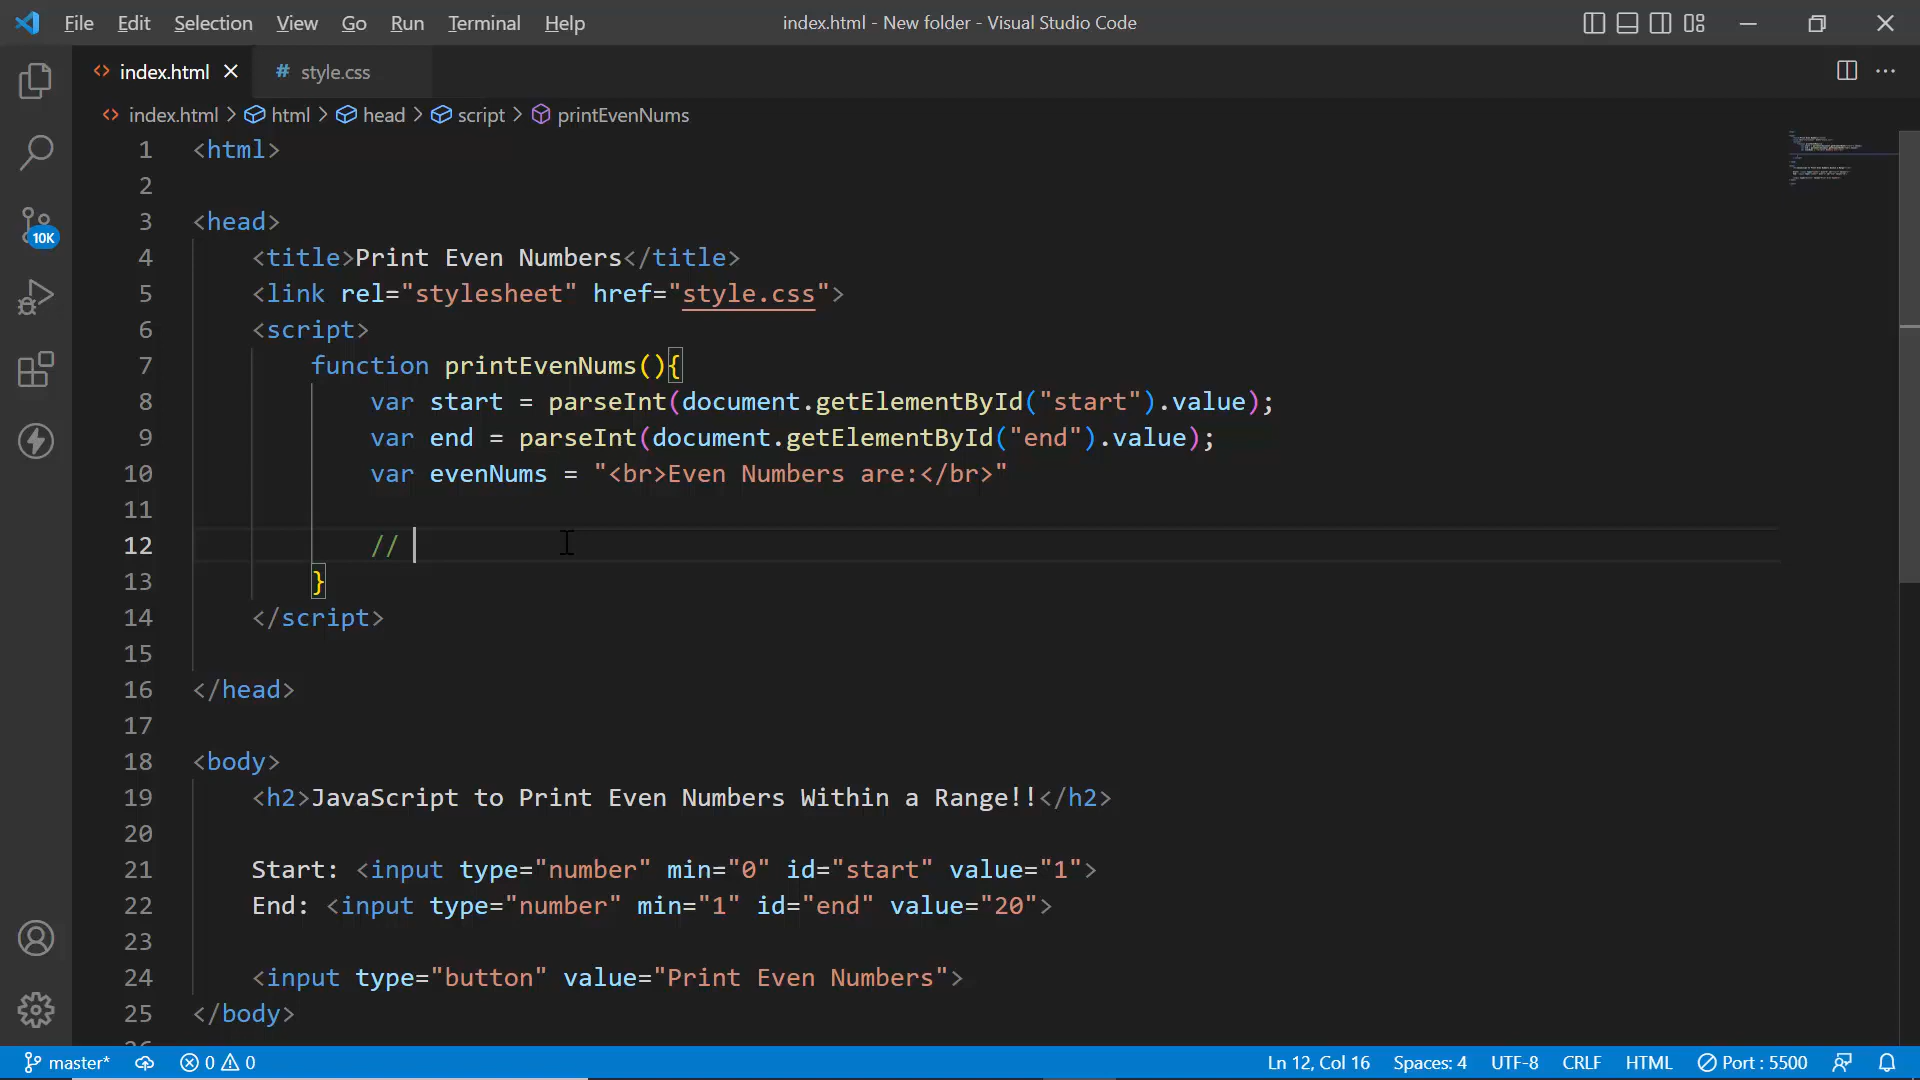 File Edit Selection View Go Run Terminal Help index.html - New folder - Visual Studio Code
<> index.html × # style.css
<> index.html > html > head > script > printEvenNums
1 <html>
2
3 <head>
4 <title>Print Even Numbers</title>
5 <link rel="stylesheet" href="style.css">
6 <script>
7 function printEvenNums(){
8 var start = parseInt(document.getElementById("start").value);
9 var end = parseInt(document.getElementById("end").value);
10 var evenNums = "<br>Even Numbers are:</br>"
11
12 //
13 }
14 </script>
15
16 </head>
17
18 <body>
19 <h2>JavaScript to Print Even Numbers Within a Range!!</h2>
20
21 Start: <input type="number" min="0" id="start" value="1">
22 End: <input type="number" min="1" id="end" value="20">
23
24 <input type="button" value="Print Even Numbers">
25 </body>
10K
master* 0 0 Ln 12, Col 16 Spaces: 4 UTF-8 CRLF HTML Port : 5500